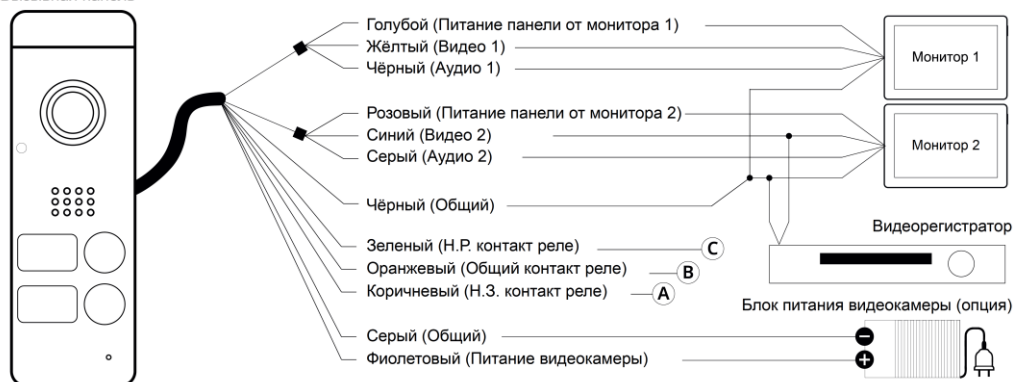 Голубой (Питание панели от монитора 1)
Жёлтый (Видео 1)
Чёрный (Аудио 1)
Монитор 1
Розовый (Питание панели от монитора 2)
Синий (Видео 2)
Серый (Аудио 2)
Монитор 2
Чёрный (Общий)
Видеорегистратор
Зеленый (Н.Р. контакт реле)
C
Оранжевый (Общий контакт реле)
B
Коричневый (Н.З. контакт реле)
A
Блок питания видеокамеры (опция)
Серый (Общий)
Фиолетовый (Питание видеокамеры)